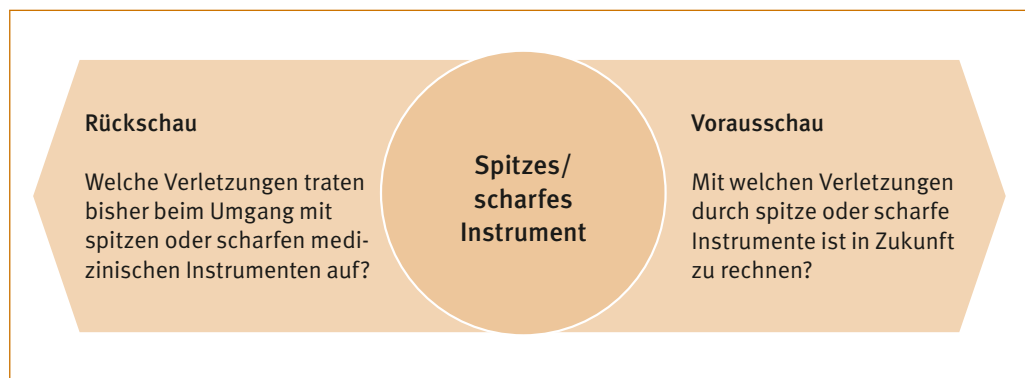 Rückschau
Welche Verletzungen traten
bisher beim Umgang mit
spitzen oder scharfen medi-
zinischen Instrumenten auf?
Spitzes/
scharfes
Instrument
Vorausschau
Mit welchen Verletzungen
durch spitze oder scharfe
Instrumente ist in Zukunft
zu rechnen?